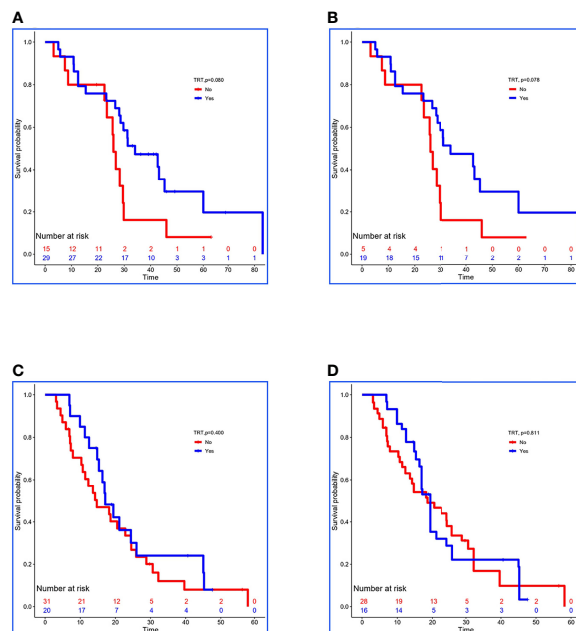 A
Survival probability
1.0
0.8
0.6
0.4
0.2
0.0
TRT,p=0.080
No
Yes
Number at risk
15 12 11 2 2 1 1 0 0
29 27 22 17 10 3 3 1 1
0 10 20 30 40 50 60 70 80
Time
B
Survival probability
1.0
0.8
0.6
0.4
0.2
0.0
TRT,p=0.078
No
Yes
Number at risk
5 4 4 1 1 0 0 0 0
19 18 15 11 7 2 2 1 1
0 10 20 30 40 50 60 70 80
Time
C
Survival probability
1.0
0.8
0.6
0.4
0.2
0.0
TRT,p=0.400
No
Yes
Number at risk
31 21 12 5 2 2 0
20 17 7 4 4 0 0
0 10 20 30 40 50 60
Time
D
Survival probability
1.0
0.8
0.6
0.4
0.2
0.0
TRT, p=0.811
No
Yes
Number at risk
28 19 13 5 2 2 0
16 14 5 3 3 0 0
0 10 20 30 40 50 60
Time